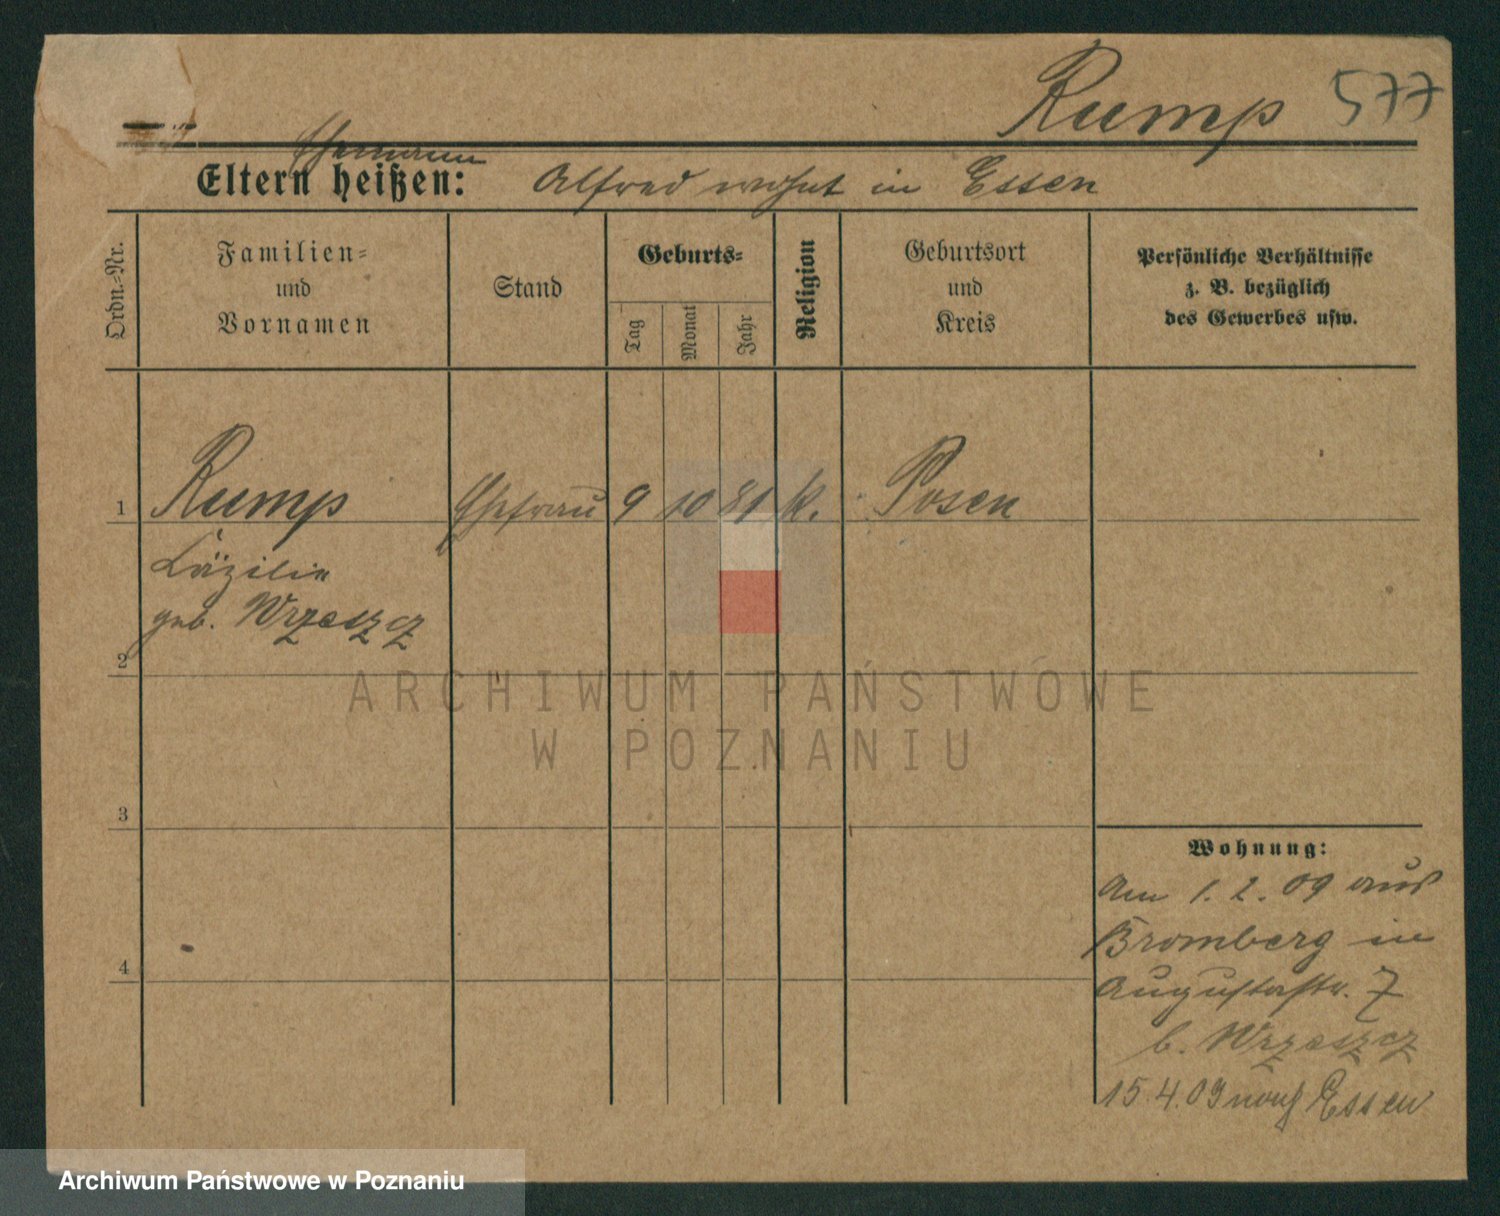 Rump 577
Ehemann
Eltern heißen: Alfred wohnt in Essen
Ordn.-Nr.
Familien-
und
Vornamen
Stand
Geburts-
Tag
Monat
Jahr
Religion
Geburtsort
und
Kreis
Persönliche Verhältnisse
z. B. bezüglich
des Gewerbes usw.
1 Rump Ehefrau 9 10 81 k. Posen
Cäzilie
geb. Wrzeszcz
2
ARCHIWUM PAŃSTWOWE
W POZNANIU
3
Wohnung:
Am 1. 2. 09 aus
Bromberg in
4
Augustastr. 7
b. Wrzeszcz
15.4.09 nach Essen
Archiwum Państwowe w Poznaniu